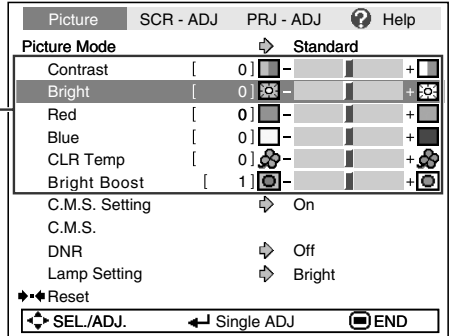 Picture SCR - ADJ PRJ - ADJ ? Help
Picture Mode Standard
Contrast [ 0 ] - +
Bright [ 0 ] - +
Red [ 0 ] - +
Blue [ 0 ] - +
CLR Temp [ 0 ] - +
Bright Boost [ 1 ] - +
C.M.S. Setting On
C.M.S.
DNR Off
Lamp Setting Bright
Reset
SEL./ADJ. Single ADJ END